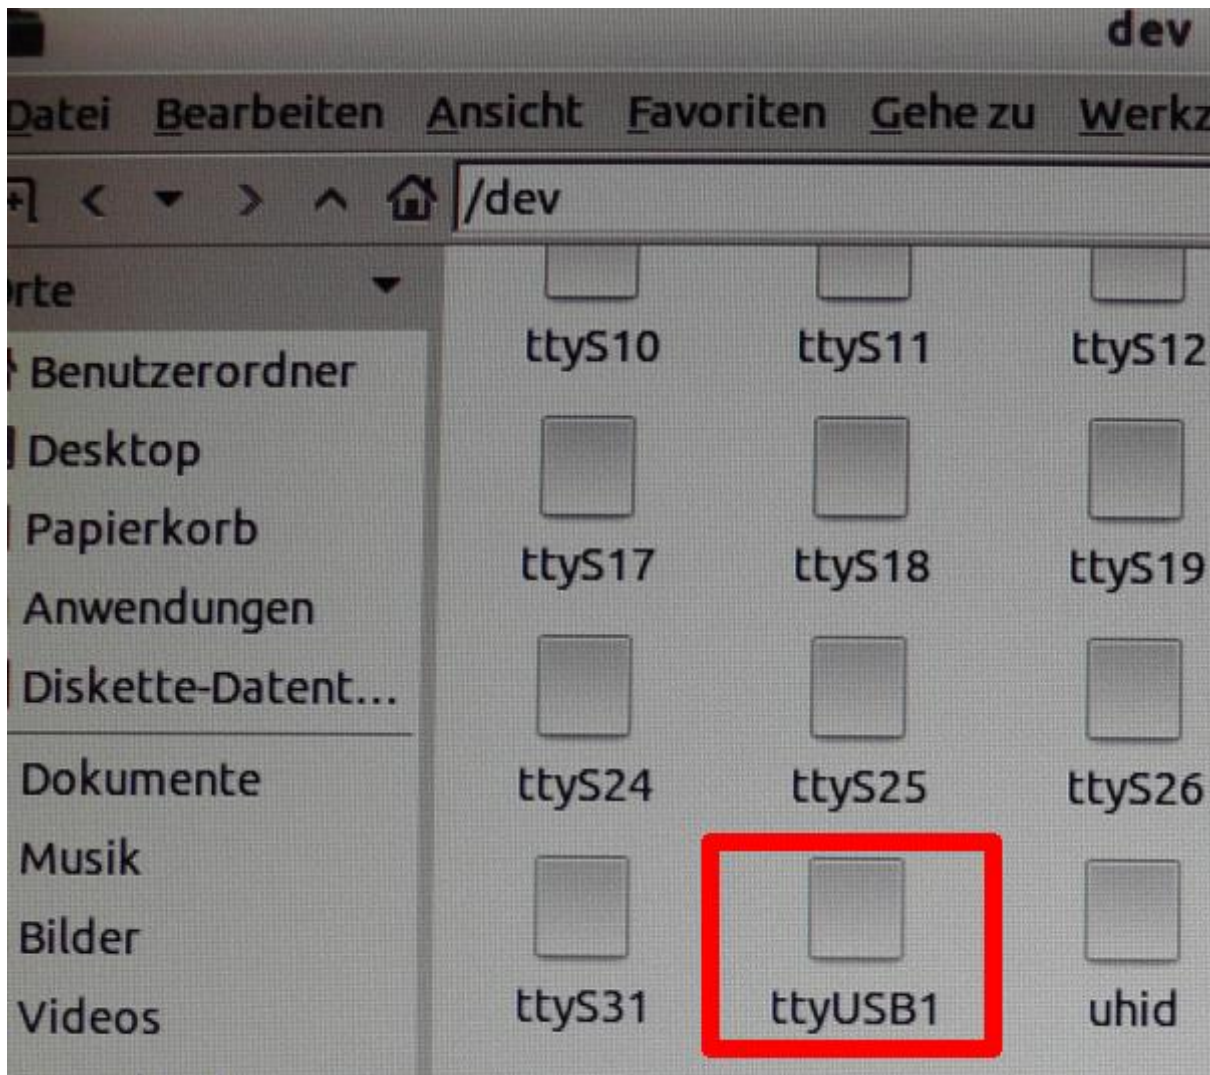 dev
Datei Bearbeiten Ansicht Favoriten Gehe zu
/dev
Benutzerordner
Desktop
Papierkorb
Anwendungen
Diskette-Datent...
Dokumente
Musik
Bilder
Videos
ttyS10 ttyS11 ttyS12
ttyS17 ttyS18 ttyS19
ttyS24 ttyS25 ttyS26
ttyS31 ttyUSB1 uhid